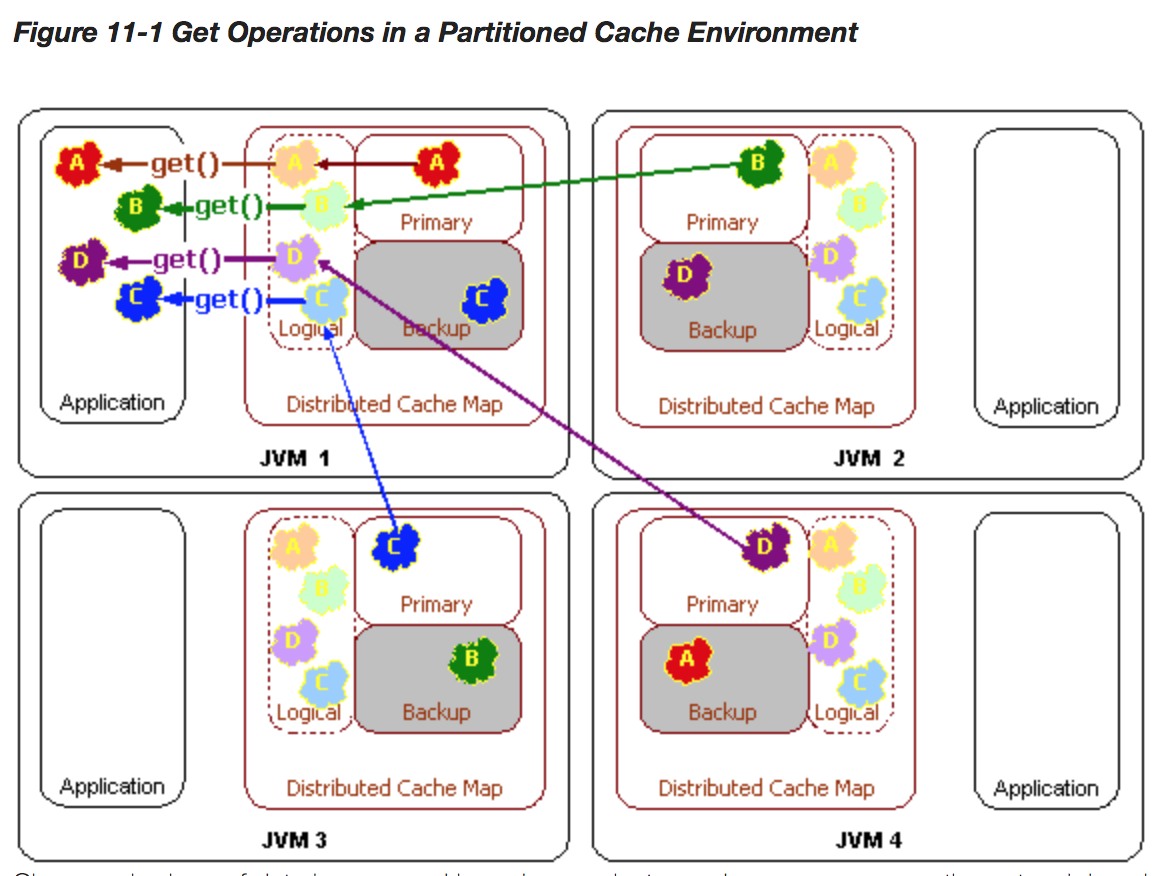 Figure 11-1 Get Operations in a Partitioned Cache Environment
A get() A A
B get() B
Primary
D get() D
C get() C C
Logical Backup
Application
Distributed Cache Map
JVM 1
B A
B
Primary
D D
C
Backup Logical
Distributed Cache Map
Application
JVM 2
A C
B
Primary
D B
C
Logical Backup
Application
Distributed Cache Map
JVM 3
D A
B
Primary
A D
C
Backup Logical
Distributed Cache Map
Application
JVM 4